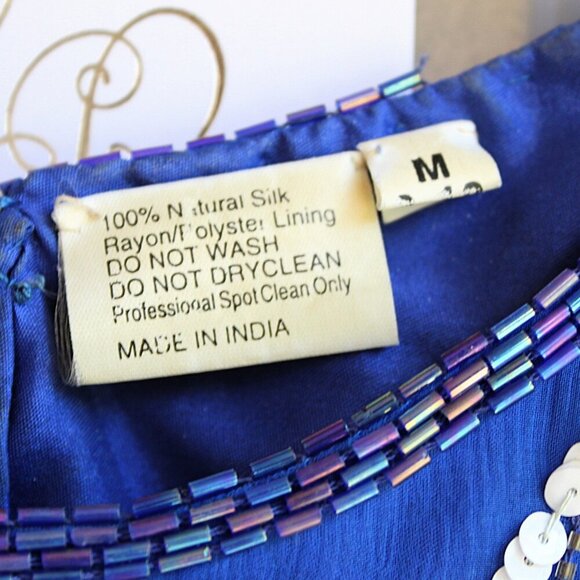 100% Natural Silk
Rayon/Polyster Lining
DO NOT WASH
DO NOT DRYCLEAN
Professional Spot Clean Only
MADE IN INDIA
M